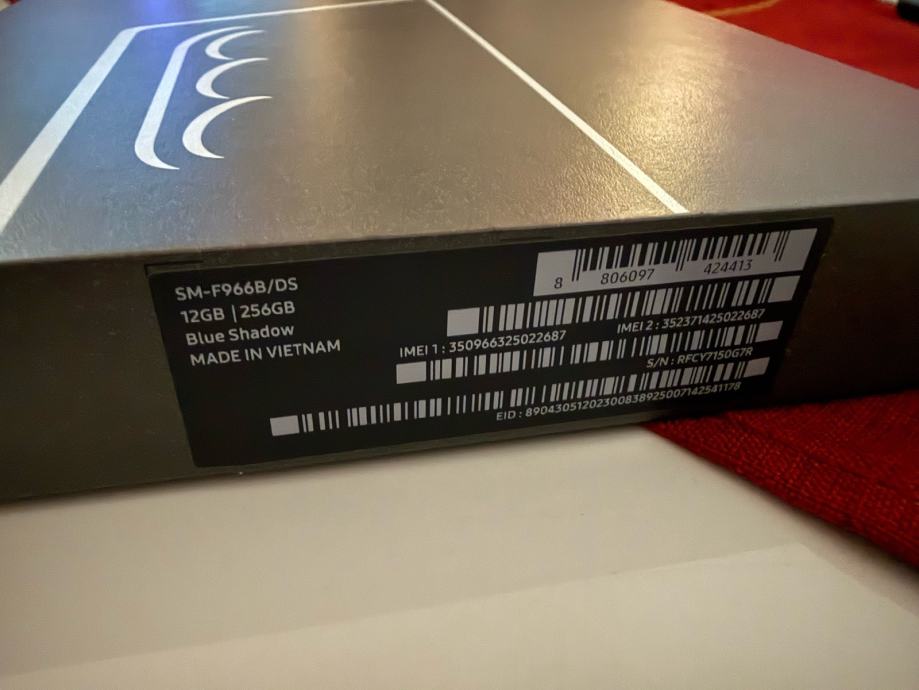 SM-F966B/DS
12GB | 256GB
Blue Shadow
MADE IN VIETNAM
8 806097 424413
IMEI 1 : 350966325022687
IMEI 2 : 352371425022687
S/N : RFCY7150G7R
EID : 89043051202300838925007142541178